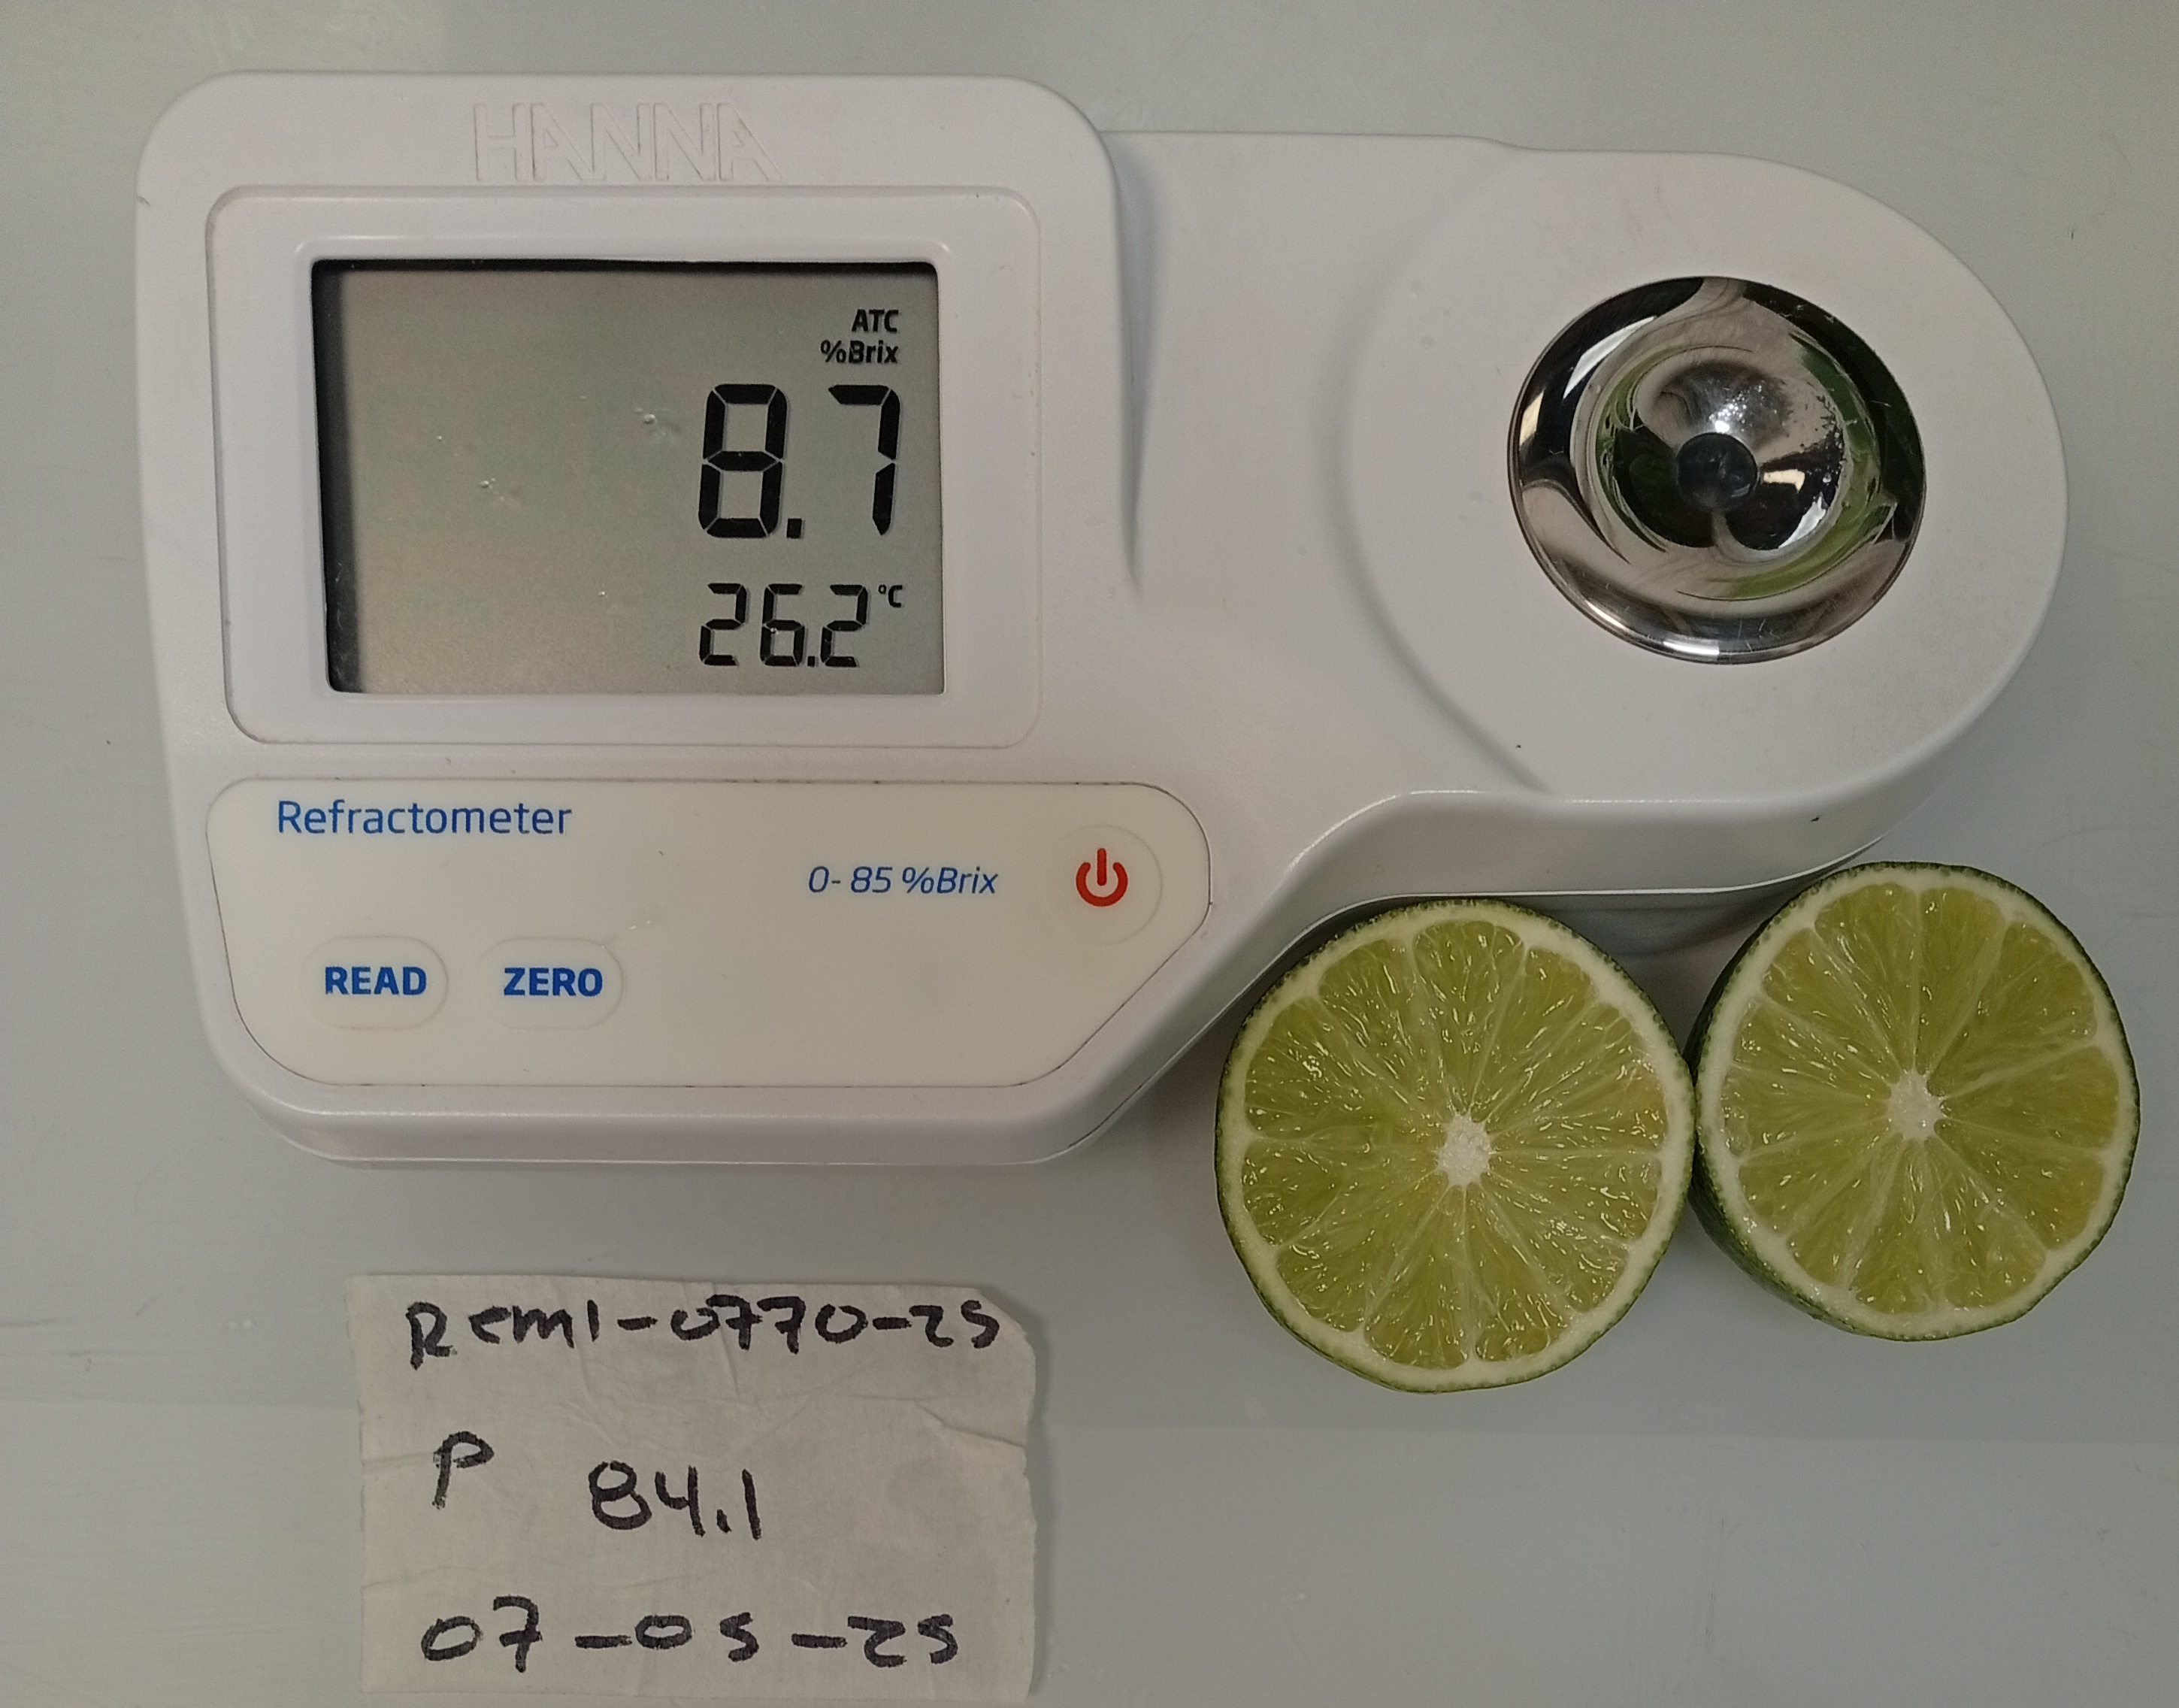 HANNA
ATC
%Brix
8.7
26.2 °C
Refractometer
0-85 %Brix
READ
ZERO
Remi-0770-25
P 84.1
07-05-25